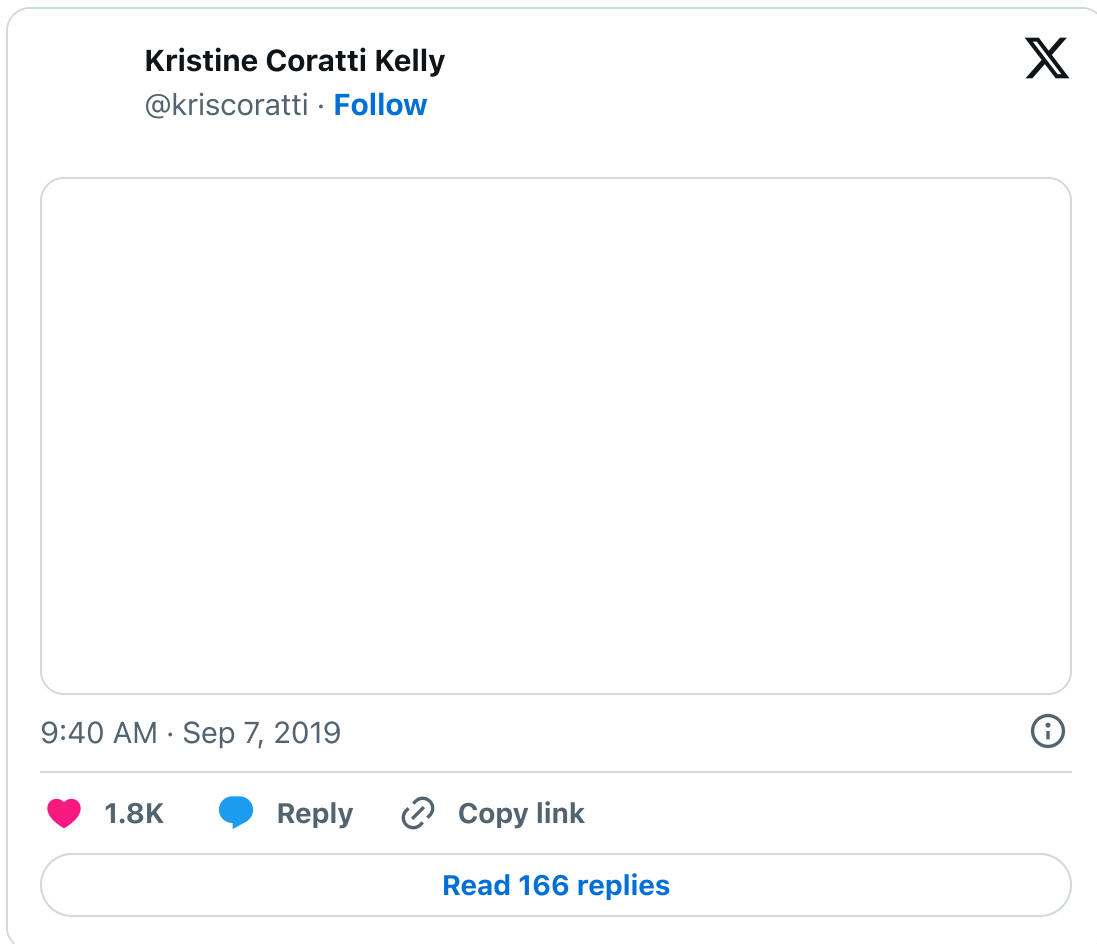 Kristine Coratti Kelly
@kriscoratti · Follow
9:40 AM · Sep 7, 2019
1.8K Reply Copy link
Read 166 replies